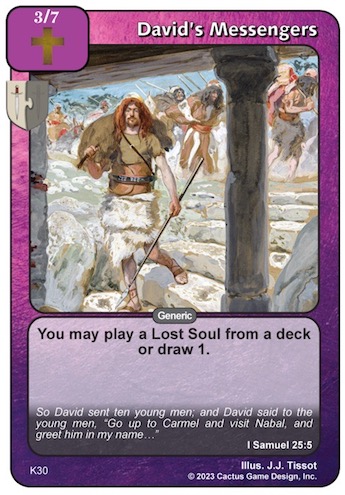 3/7
David's Messengers
Generic
You may play a Lost Soul from a deck
or draw 1.
So David sent ten young men; and David said to the
young men, “Go up to Carmel and visit Nabal, and
greet him in my name…”
I Samuel 25:5
K30
Illus. J.J. Tissot
© 2023 Cactus Game Design, Inc.